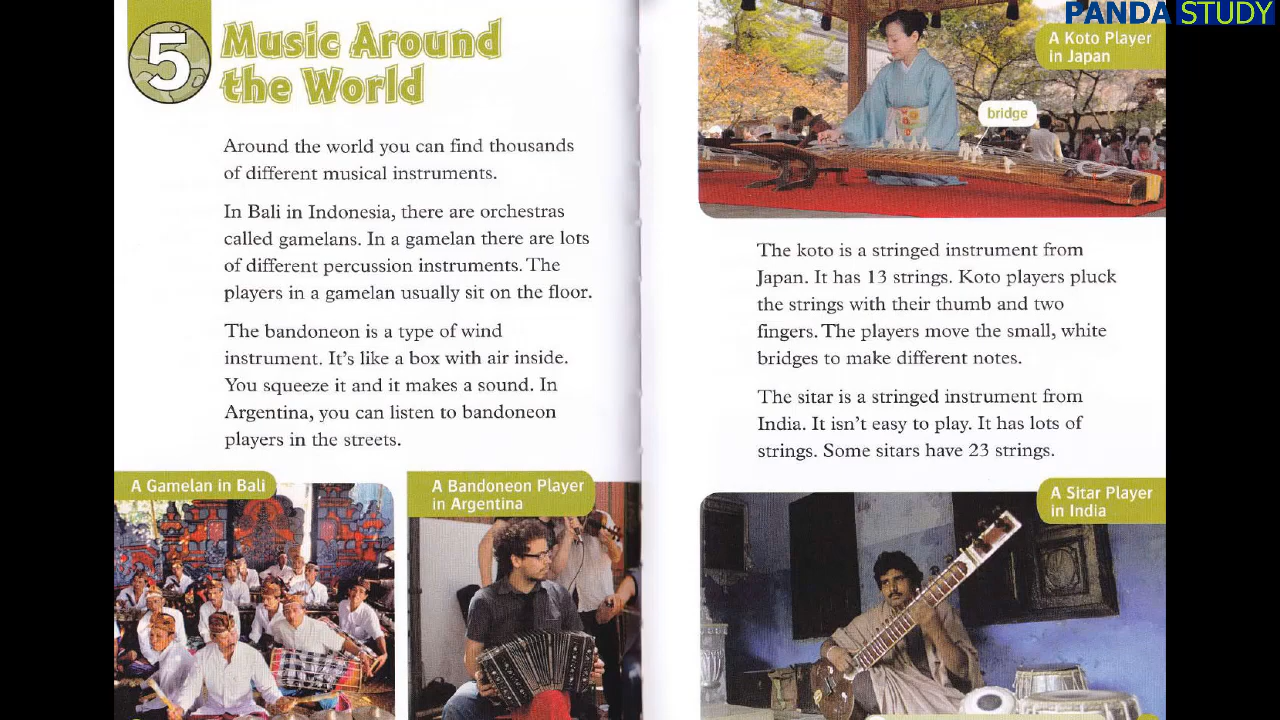 PANDA STUDY
5
Music Around
the World
Around the world you can find thousands
of different musical instruments.
In Bali in Indonesia, there are orchestras
called gamelans. In a gamelan there are lots
of different percussion instruments. The
players in a gamelan usually sit on the floor.
The bandoneon is a type of wind
instrument. It's like a box with air inside.
You squeeze it and it makes a sound. In
Argentina, you can listen to bandoneon
players in the streets.
A Gamelan in Bali
A Bandoneon Player
in Argentina
A Koto Player
in Japan
bridge
The koto is a stringed instrument from
Japan. It has 13 strings. Koto players pluck
the strings with their thumb and two
fingers. The players move the small, white
bridges to make different notes.
The sitar is a stringed instrument from
India. It isn't easy to play. It has lots of
strings. Some sitars have 23 strings.
A Sitar Player
in India